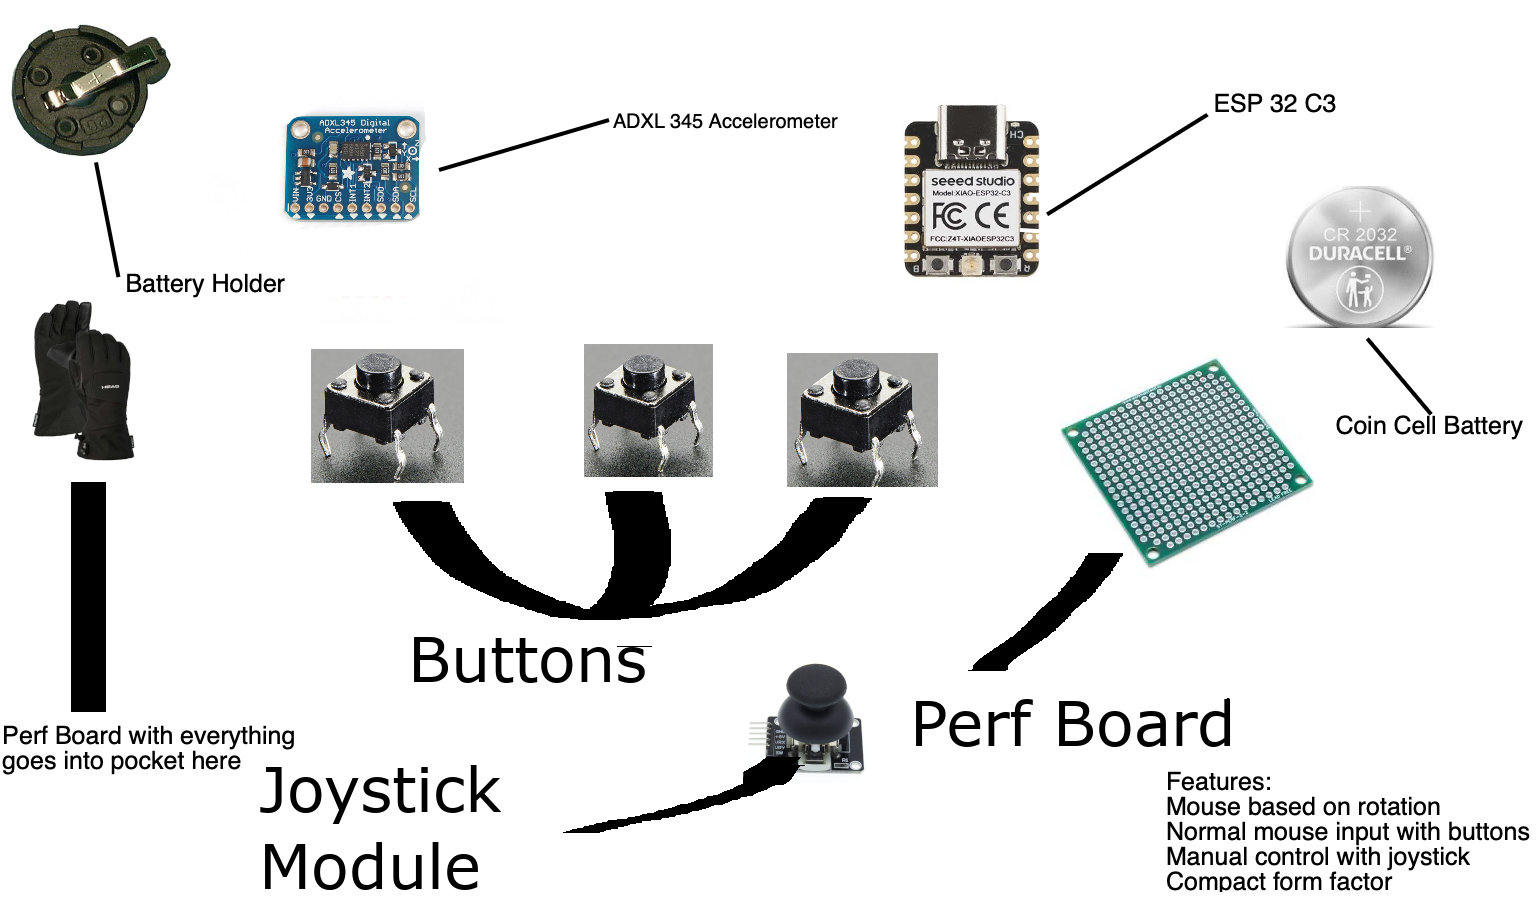 ADXL345 Digital
Accelerometer
VIN
3V3
GND
CS
INT1
INT2
SDO
SDA
SCL
ADXL 345 Accelerometer
ESP 32 C3
seeed studio
Model:XIAO-ESP32-C3
FC CE
FCC:Z4T-XIAOESP32C3
B
R
CR 2032
DURACELL®
Battery Holder
HEAD
Coin Cell Battery
Buttons
Perf Board
Perf Board with everything
goes into pocket here
Joystick
Module
Features:
Mouse based on rotation
Normal mouse input with buttons
Manual control with joystick
Compact form factor